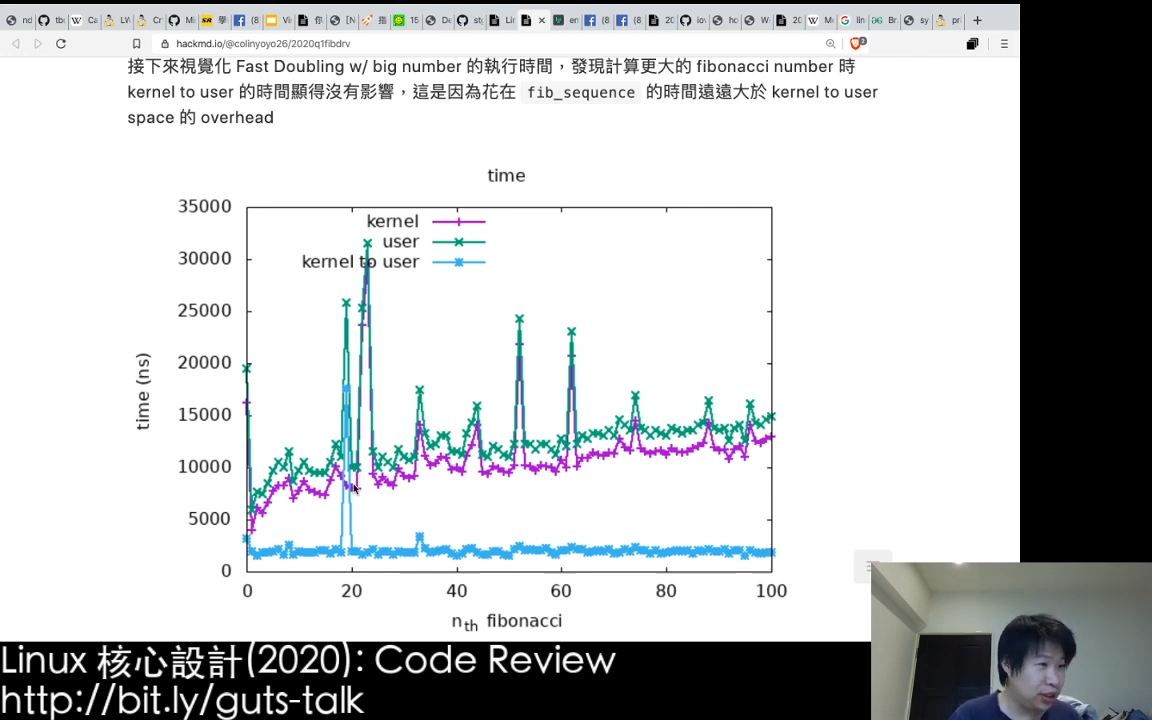 hackmd.io/@colinyoyo26/2020q1fibdrv
接下來視覺化 Fast Doubling w/ big number 的執行時間，發現計算更大的 fibonacci number 時
kernel to user 的時間顯得沒有影響，這是因為花在 fib_sequence 的時間遠遠大於 kernel to user
space 的 overhead
time
35000
30000
25000
20000
15000
10000
5000
0
kernel
user
kernel to user
time (ns)
0 20 40 60 80 100
nth fibonacci
Linux 核心設計(2020): Code Review
http://bit.ly/guts-talk